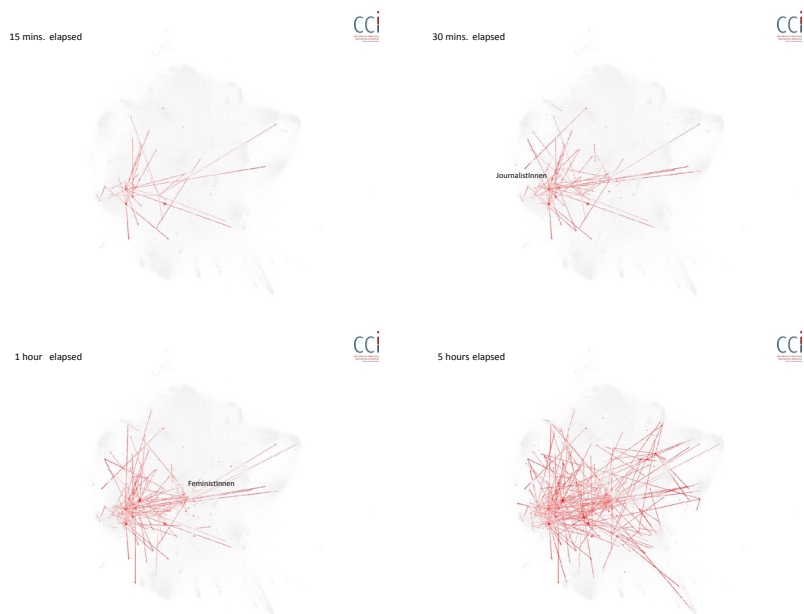 15 mins. elapsed
CCi
30 mins. elapsed
CCi
JournalistInnen
1 hour elapsed
CCi
FeministInnen
5 hours elapsed
CCi